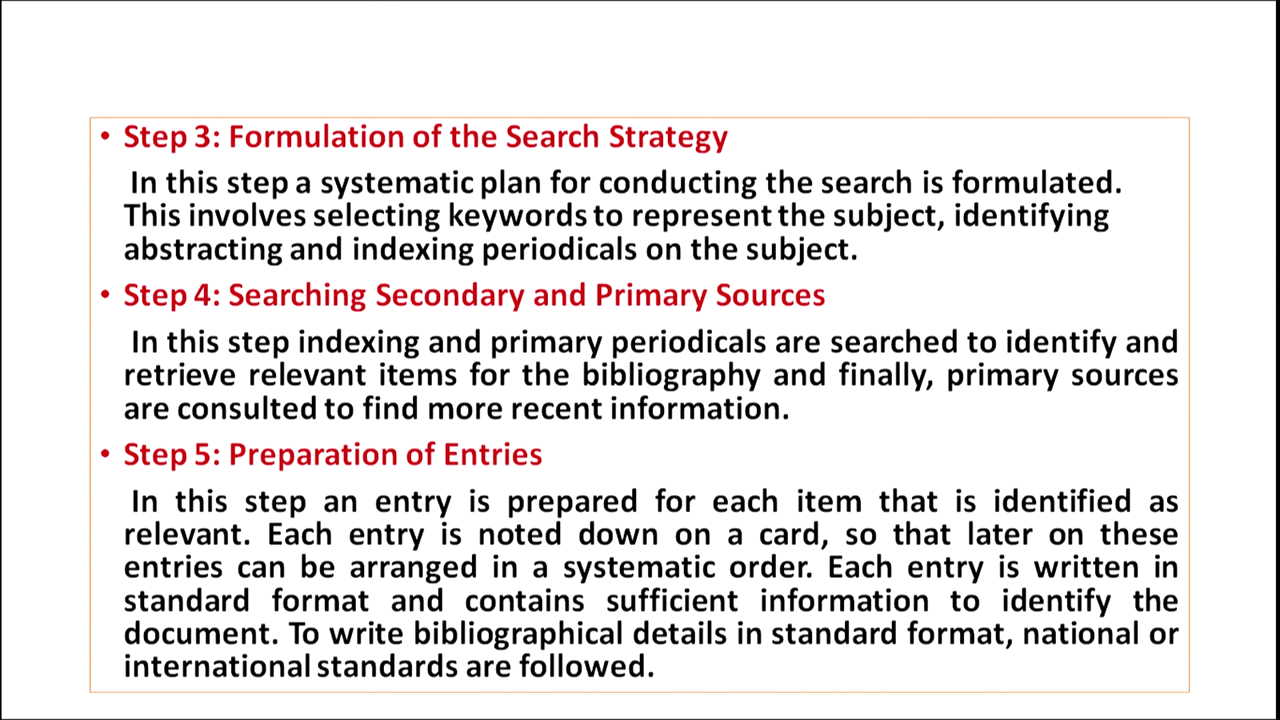 • Step 3: Formulation of the Search Strategy
In this step a systematic plan for conducting the search is formulated.
This involves selecting keywords to represent the subject, identifying
abstracting and indexing periodicals on the subject.
• Step 4: Searching Secondary and Primary Sources
In this step indexing and primary periodicals are searched to identify and
retrieve relevant items for the bibliography and finally, primary sources
are consulted to find more recent information.
• Step 5: Preparation of Entries
In this step an entry is prepared for each item that is identified as
relevant. Each entry is noted down on a card, so that later on these
entries can be arranged in a systematic order. Each entry is written in
standard format and contains sufficient information to identify the
document. To write bibliographical details in standard format, national or
international standards are followed.